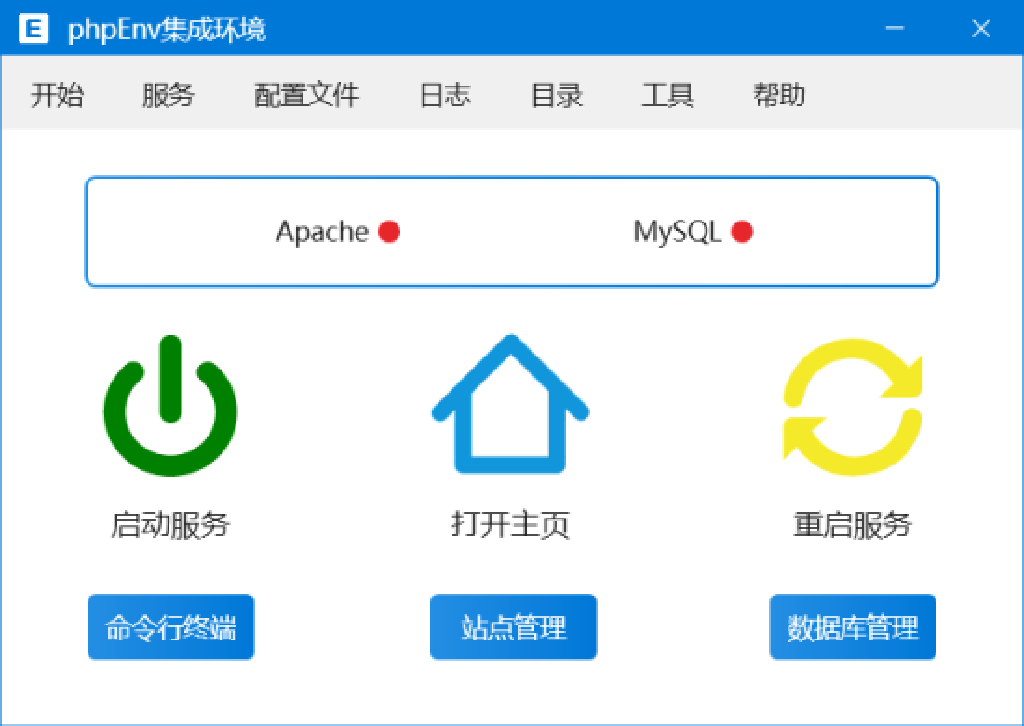 E phpEnv集成环境
开始 服务 配置文件 日志 目录 工具 帮助
Apache MySQL
启动服务 打开主页 重启服务
命令行终端 站点管理 数据库管理